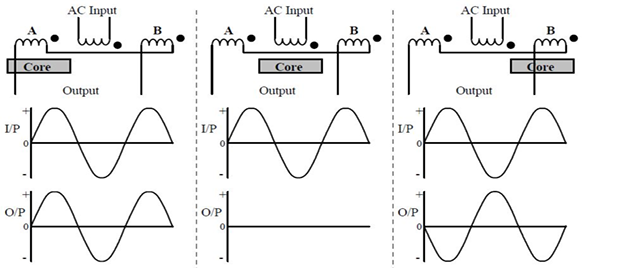 AC Input
A
B
Core
Output
I/P
+
0
-
O/P
+
0
-
AC Input
A
B
Core
Output
I/P
+
0
-
O/P
+
0
-
AC Input
A
B
Core
Output
I/P
+
0
-
O/P
+
0
-